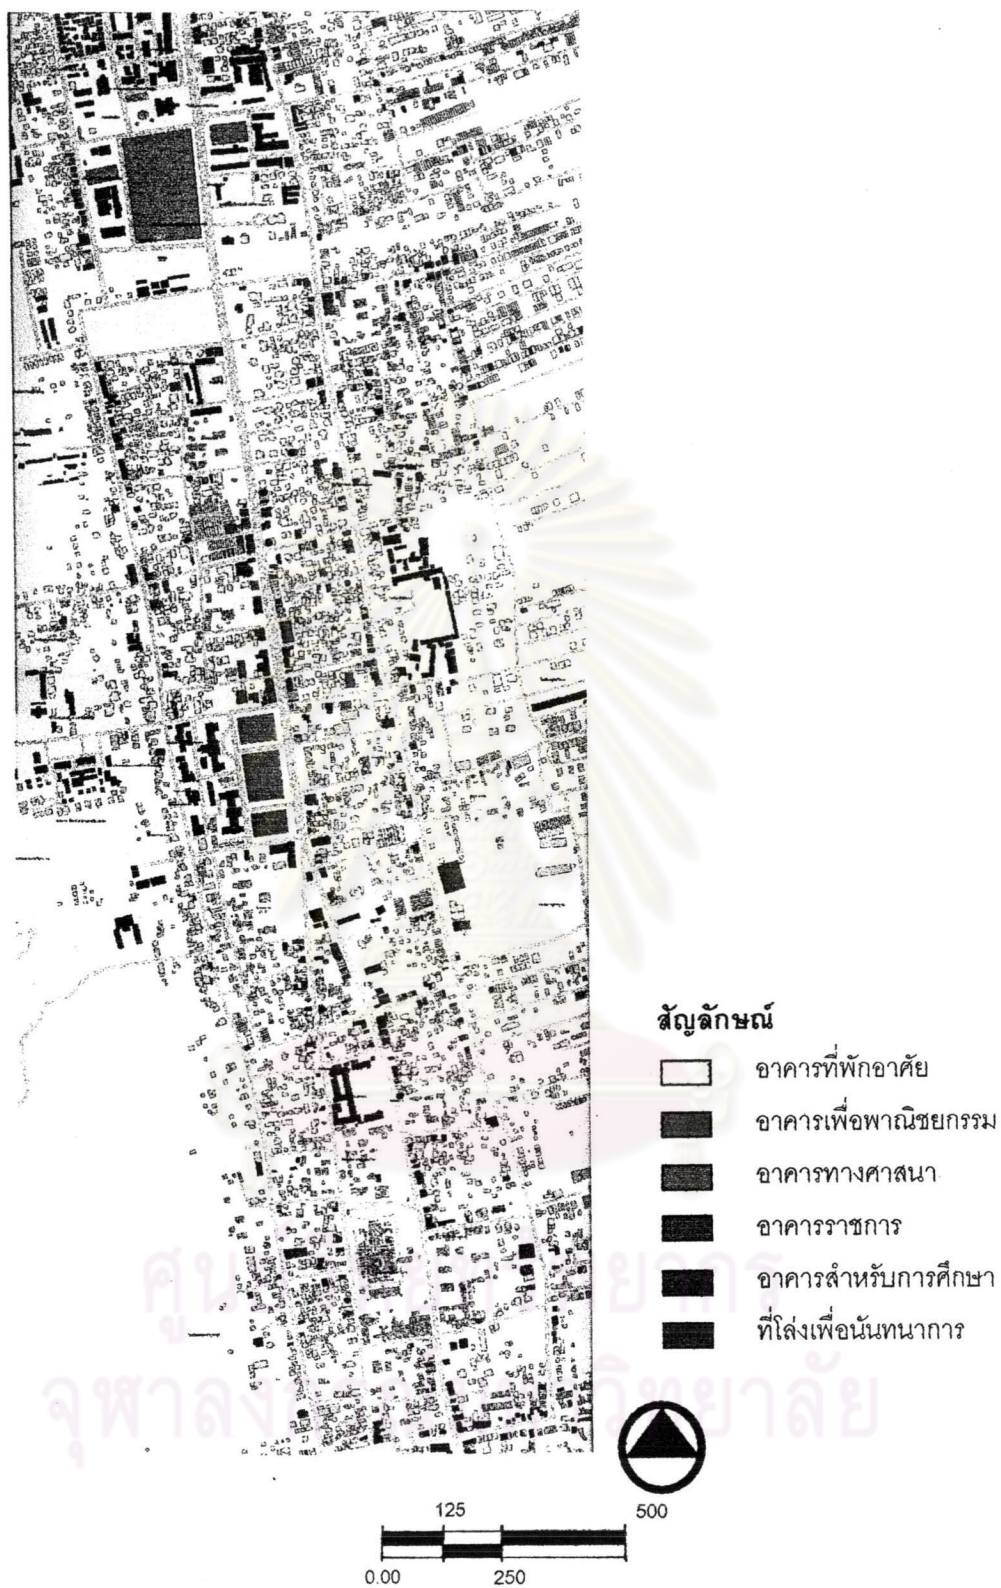 สัญลักษณ์
อาคารที่พักอาศัย
อาคารเพื่อพาณิชยกรรม
อาคารทางศาสนา
อาคารราชการ
อาคารสำหรับการศึกษา
ที่โล่งเพื่อนันทนาการ
125 500
0.00 250